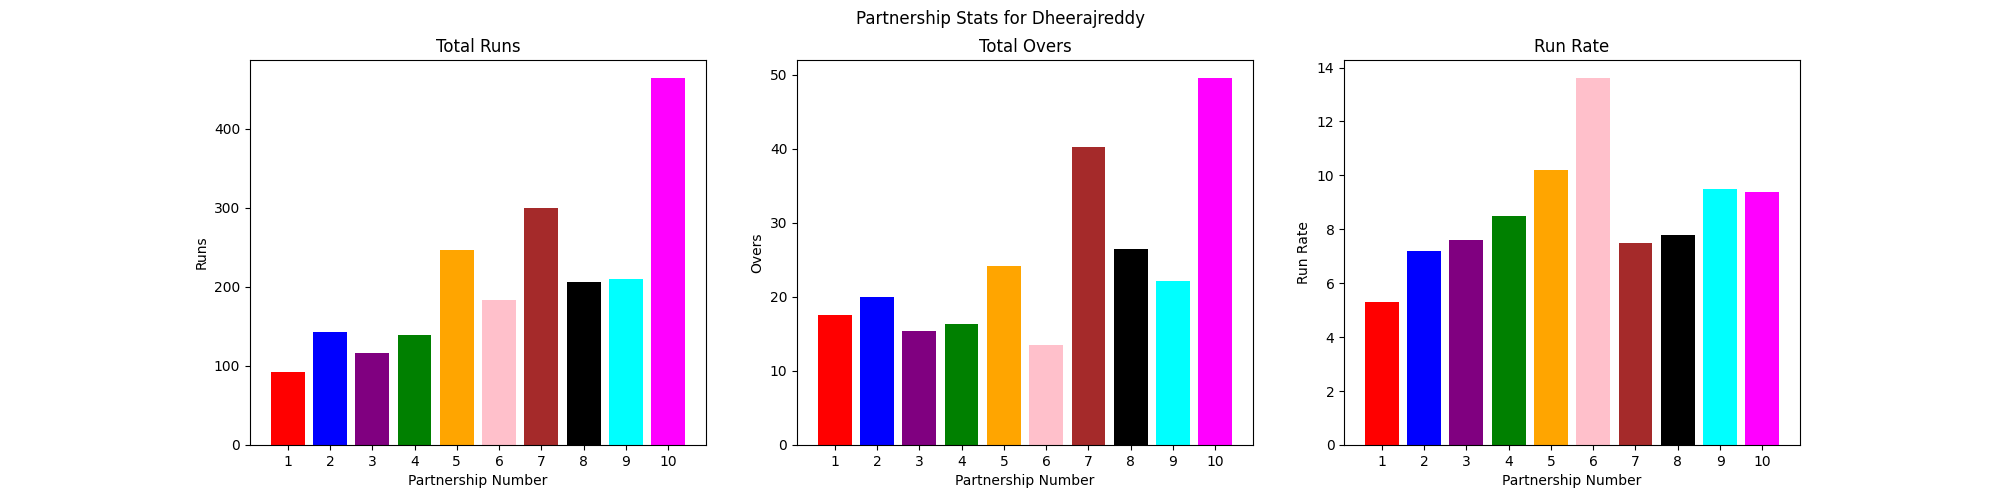 Partnership Stats for Dheerajreddy
Total Runs
Runs
400
300
200
100
0
1 2 3 4 5 6 7 8 9 10
Partnership Number
Total Overs
Overs
50
40
30
20
10
0
1 2 3 4 5 6 7 8 9 10
Partnership Number
Run Rate
Run Rate
14
12
10
8
6
4
2
0
1 2 3 4 5 6 7 8 9 10
Partnership Number